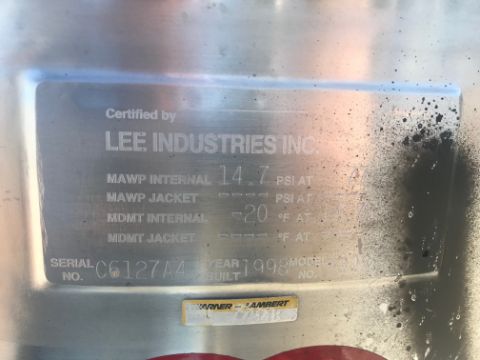 Certified by
LEE INDUSTRIES INC.
MAWP INTERNAL 14.7 PSI AT
MAWP JACKET ---- PSI AT
MDMT INTERNAL -20 °F AT
MDMT JACKET ---- °F AT
SERIAL NO. C6127A4 YEAR BUILT 1998 MODEL NO.
WARNER - LAMBERT